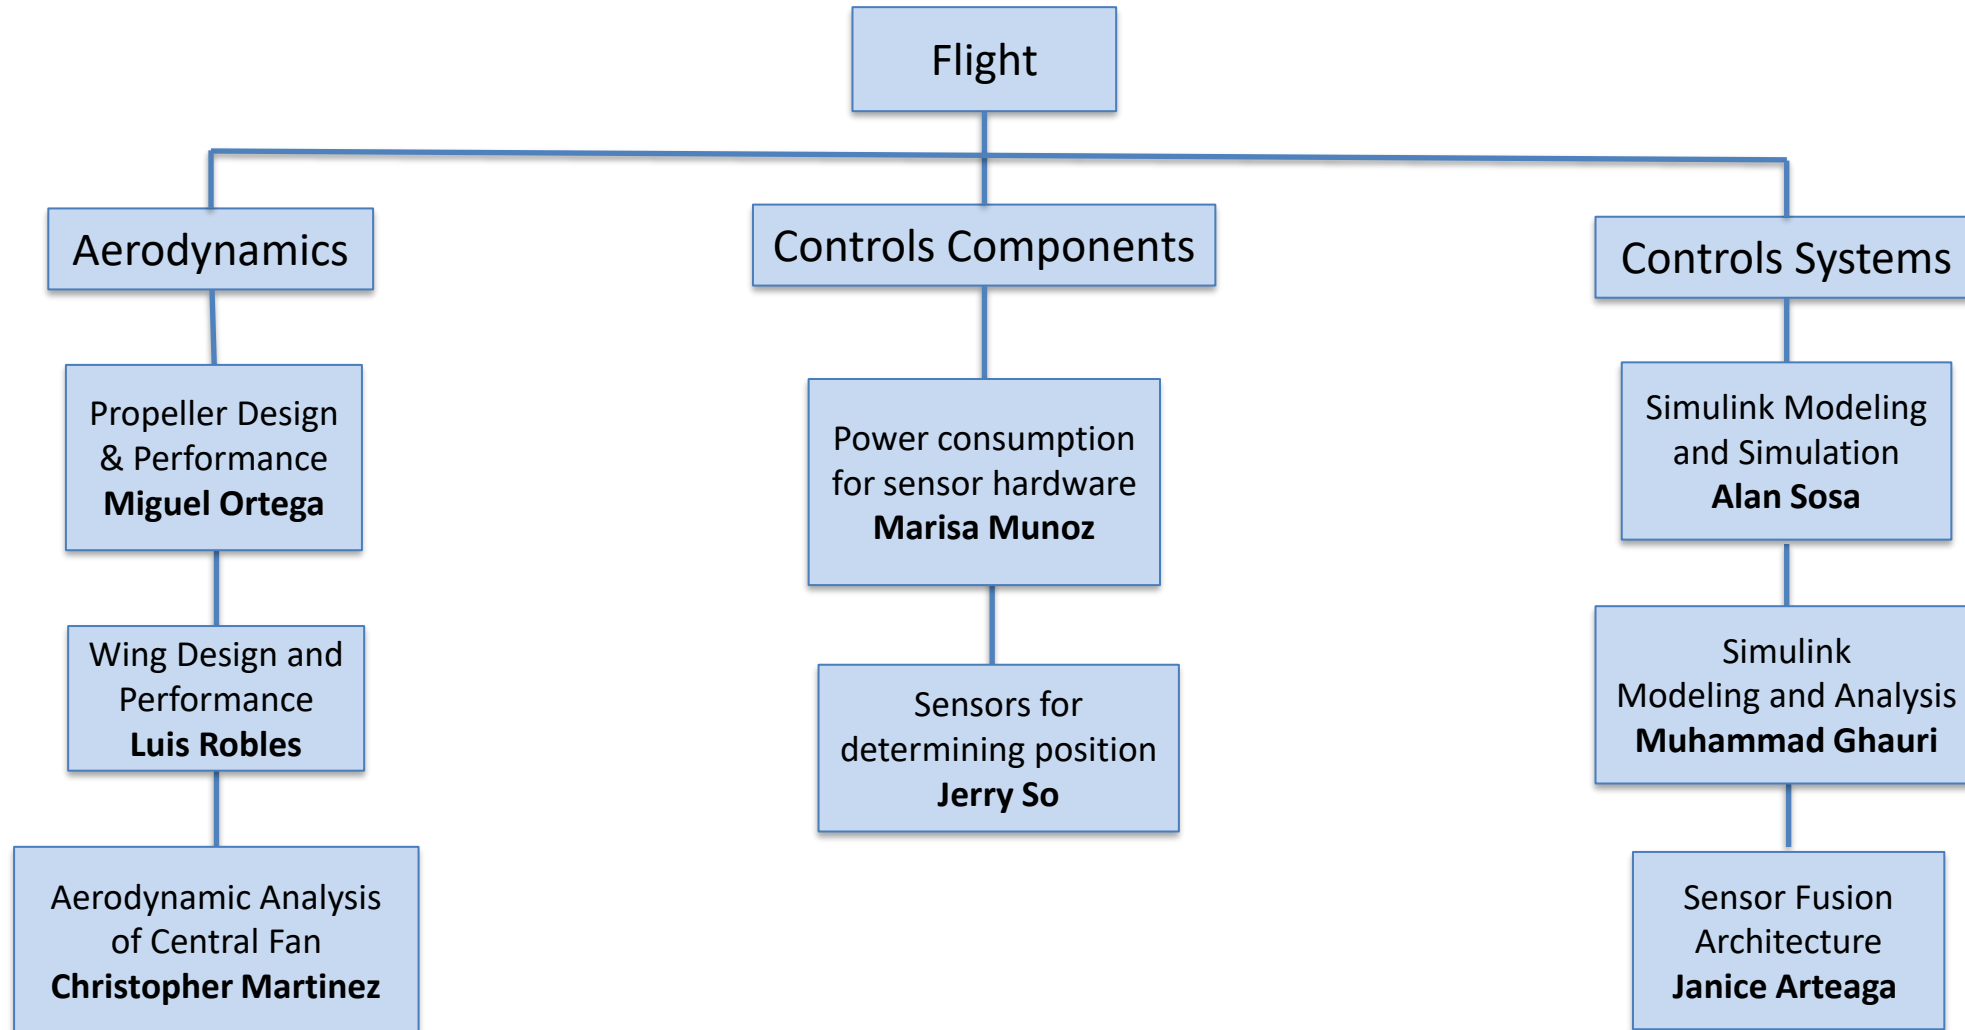 Flight
Aerodynamics
Controls Components
Controls Systems
Propeller Design
& Performance
Miguel Ortega
Wing Design and
Performance
Luis Robles
Aerodynamic Analysis
of Central Fan
Christopher Martinez
Power consumption
for sensor hardware
Marisa Munoz
Sensors for
determining position
Jerry So
Simulink Modeling
and Simulation
Alan Sosa
Simulink
Modeling and Analysis
Muhammad Ghauri
Sensor Fusion
Architecture
Janice Arteaga